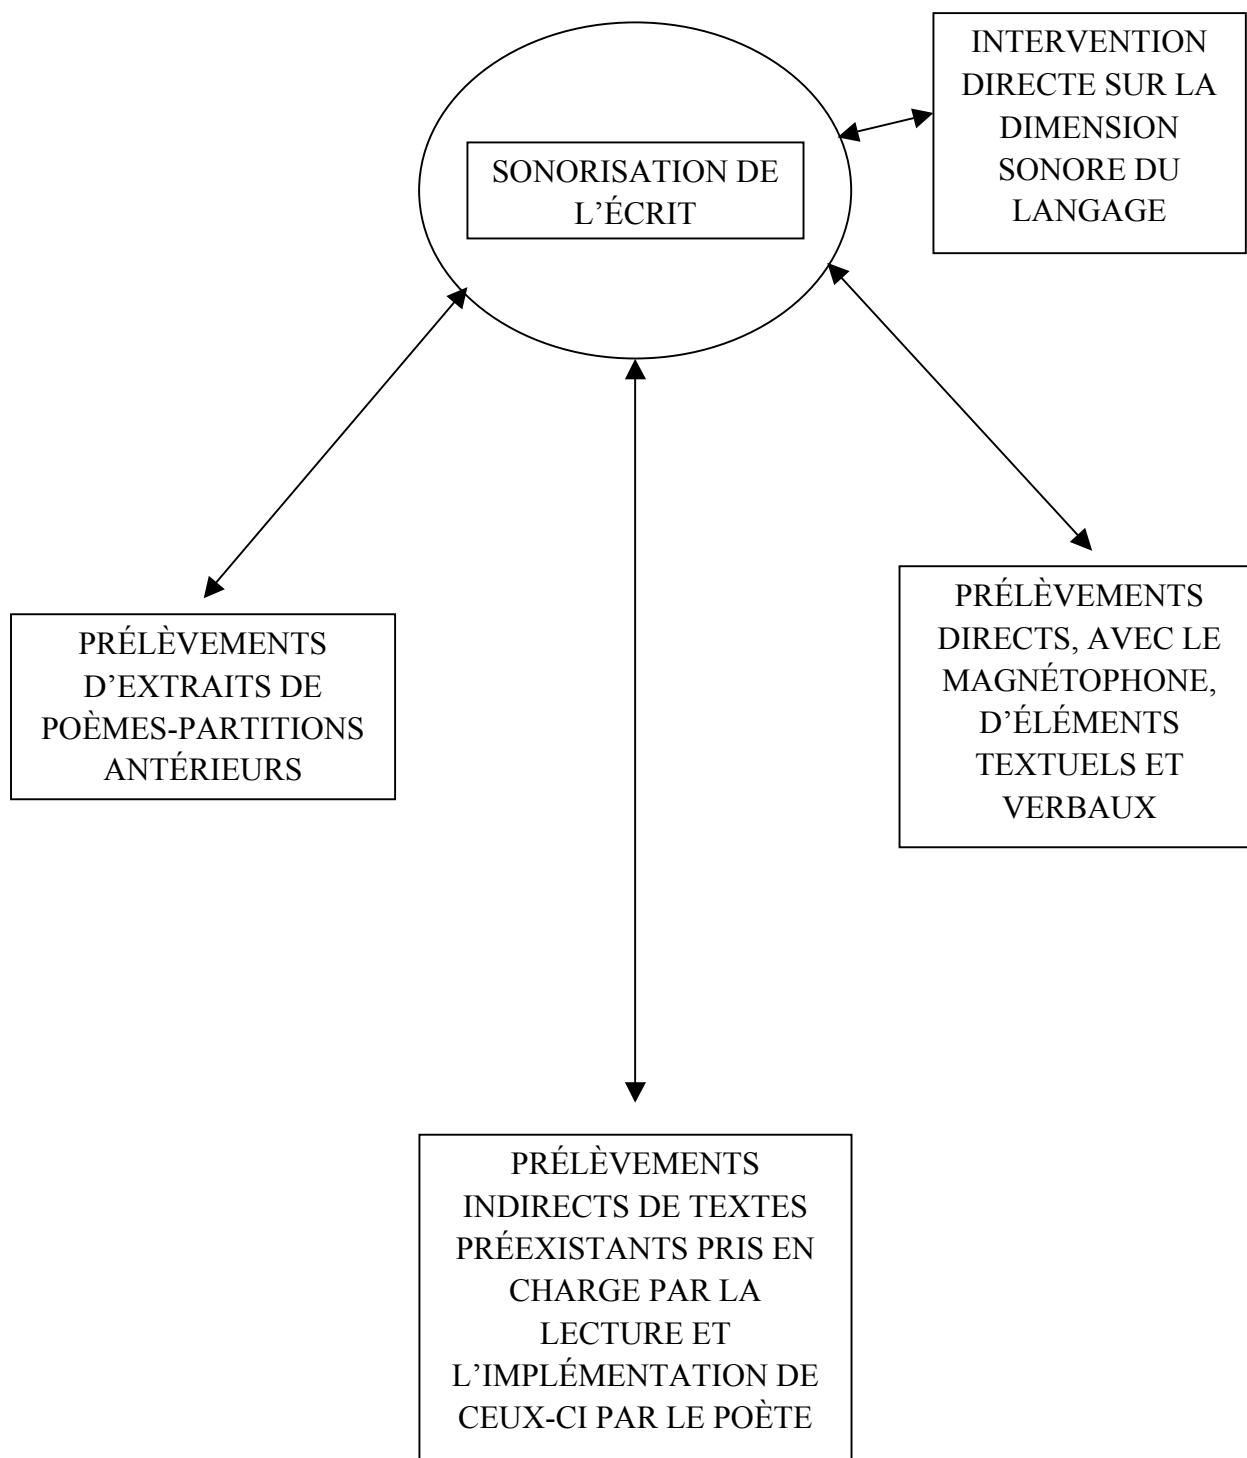 INTERVENTION
DIRECTE SUR LA
DIMENSION
SONORE DU
LANGAGE
SONORISATION DE
L’ÉCRIT
PRÉLÈVEMENTS
D’EXTRAITS DE
POÈMES-PARTITIONS
ANTÉRIEURS
PRÉLÈVEMENTS
DIRECTS, AVEC LE
MAGNÉTOPHONE,
D’ÉLÉMENTS
TEXTUELS ET
VERBAUX
PRÉLÈVEMENTS
INDIRECTS DE TEXTES
PRÉEXISTANTS PRIS EN
CHARGE PAR LA
LECTURE ET
L’IMPLÉMENTATION DE
CEUX-CI PAR LE POÈTE